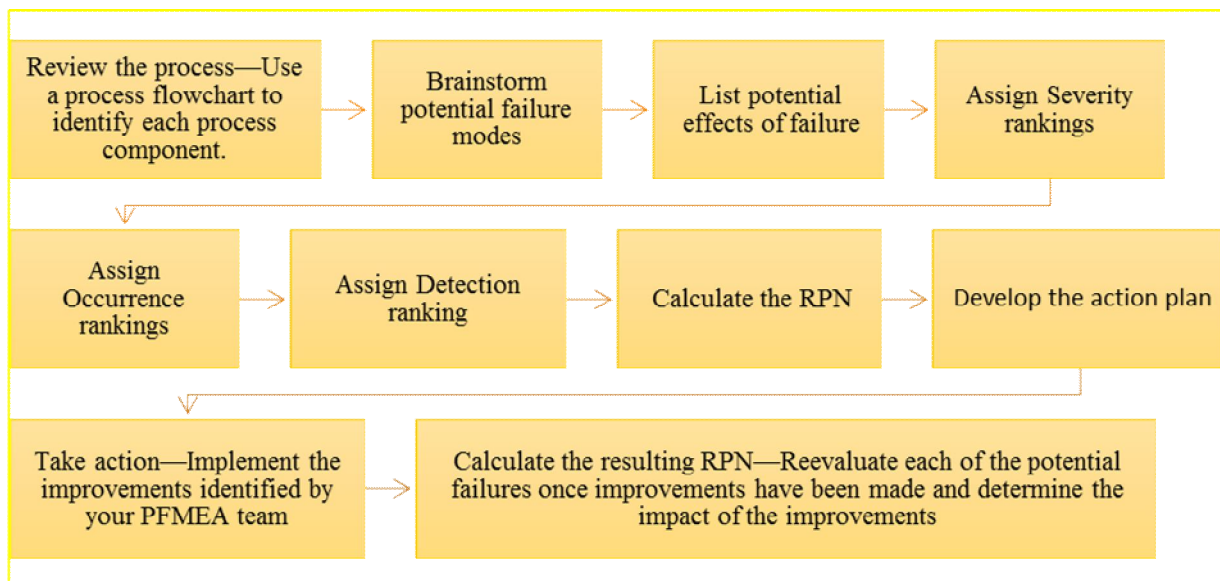 Review the process—Use
a process flowchart to
identify each process
component.
Brainstorm
potential failure
modes
List potential
effects of failure
Assign Severity
rankings
Assign
Occurrence
rankings
Assign Detection
ranking
Calculate the RPN
Develop the action plan
Take action—Implement the
improvements identified by
your PFMEA team
Calculate the resulting RPN—Reevaluate each of the potential
failures once improvements have been made and determine the
impact of the improvements